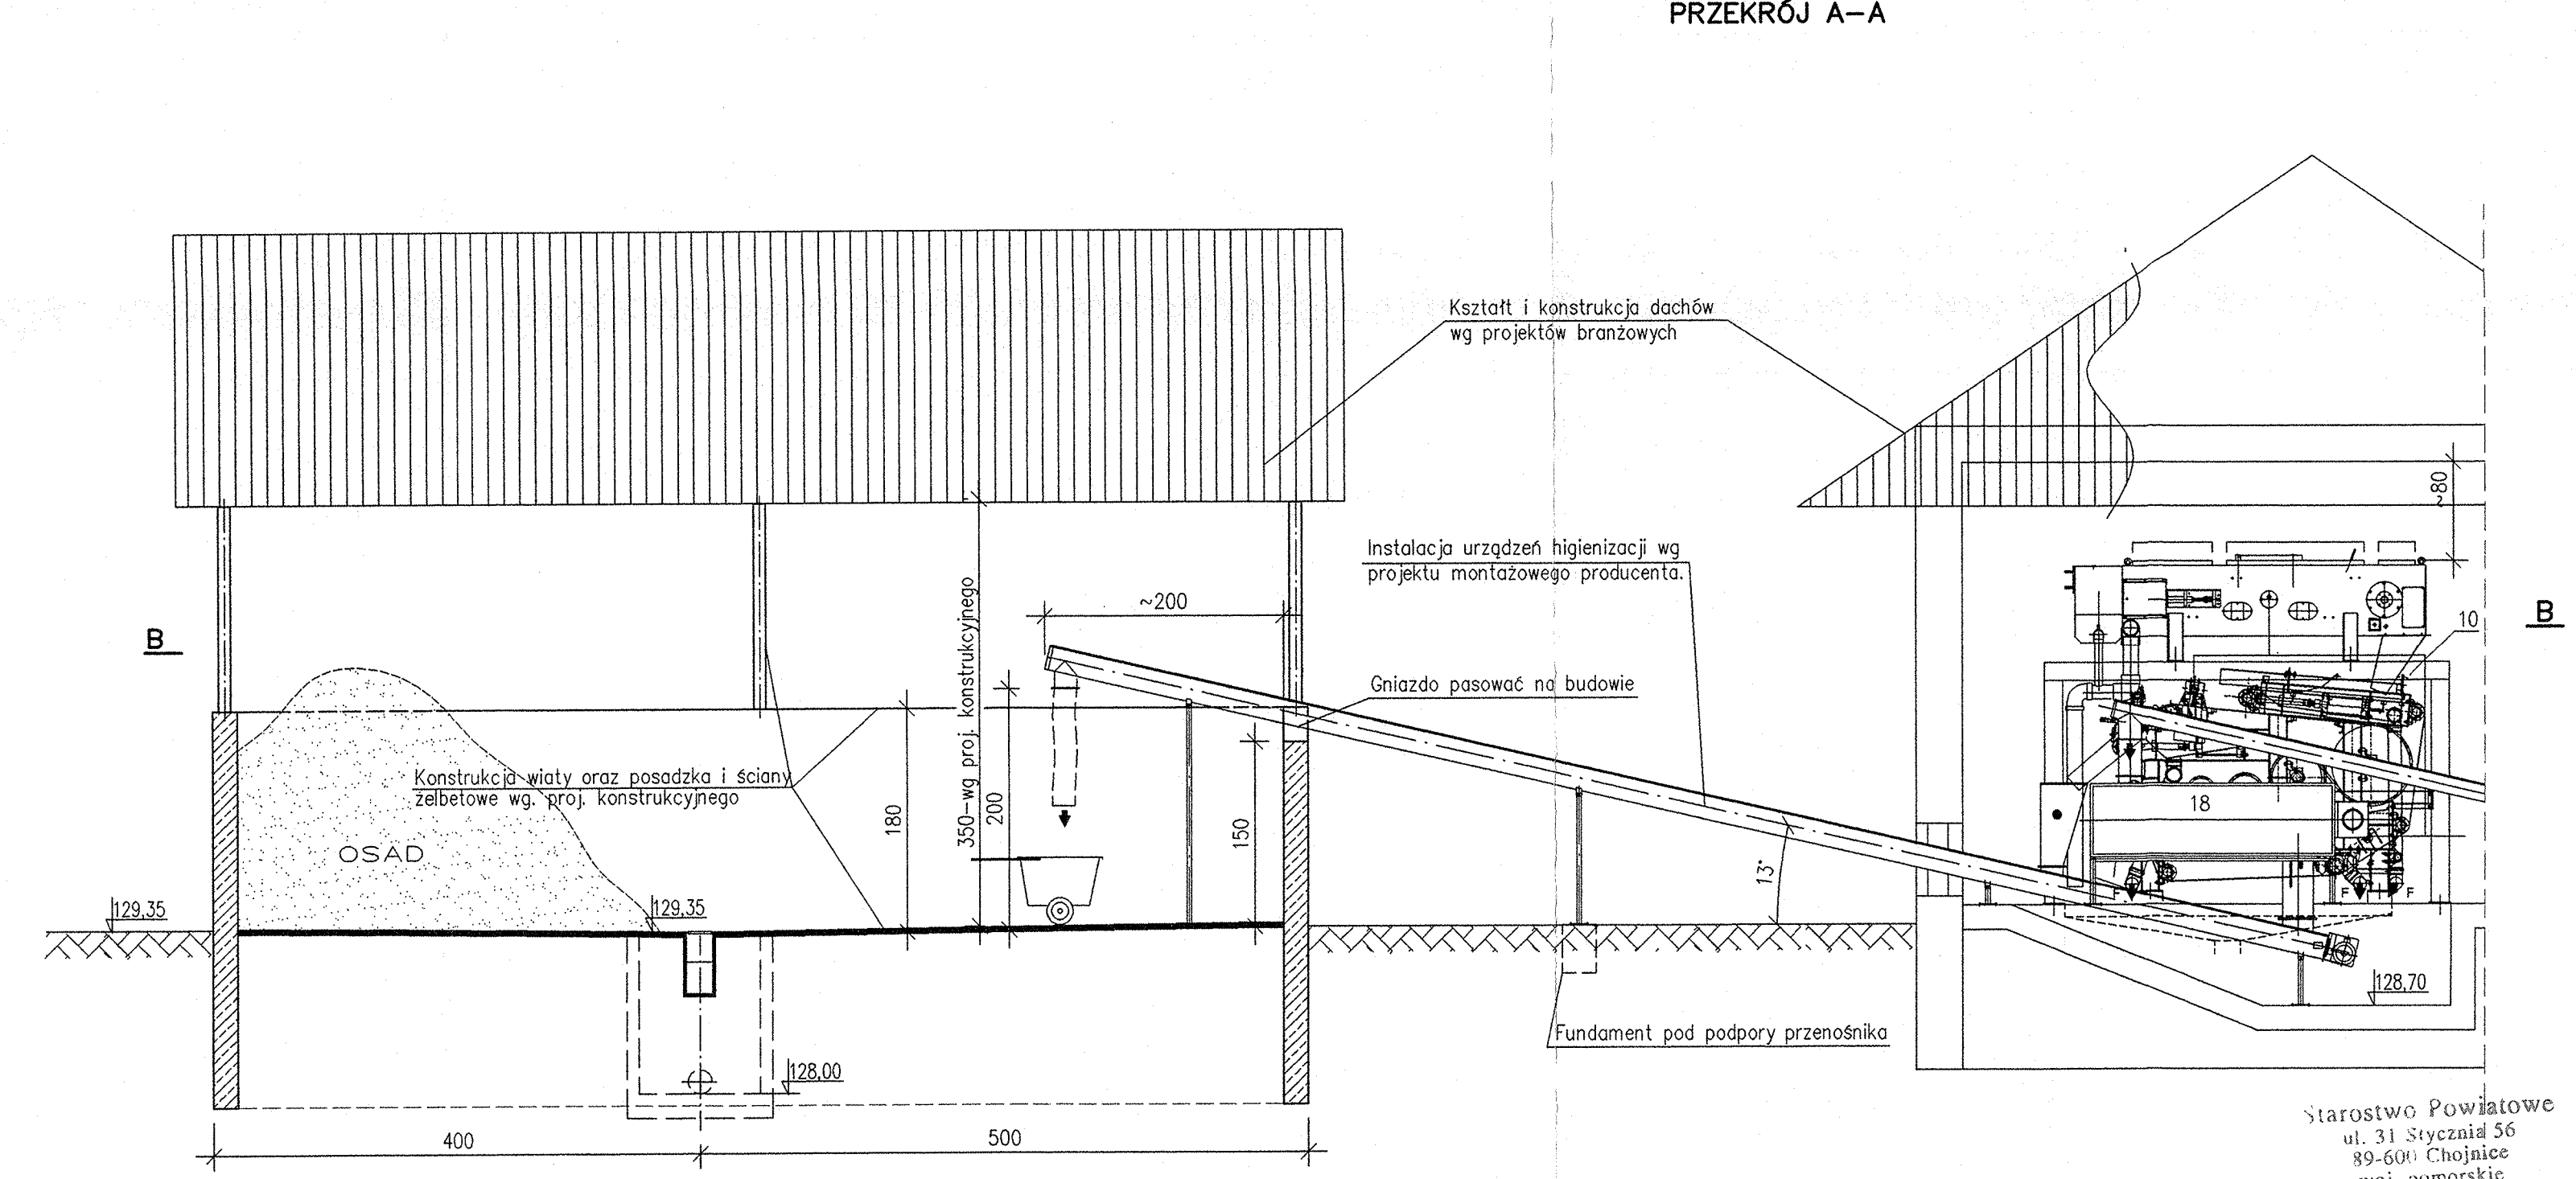 PRZEKRÓJ A–A
Kształt i konstrukcja dachów
wg projektów branżowych
~80
Instalacja urządzeń higienizacji wg
projektu montażowego producenta.
~200
10
B
B
Gniazdo pasować na budowie
350-wg proj. konstrukcyjnego
Konstrukcja wiaty oraz posadzka i ściany
żelbetowe wg. proj. konstrukcyjnego
180
200
150
18
OSAD
13°
F
F
F
129,35
129,35
128,70
Fundament pod podpory przenośnika
128,00
400
500
Starostwo Powiatowe
ul. 31 Stycznia 56
89-600 Chojnice
woj. pomorskie